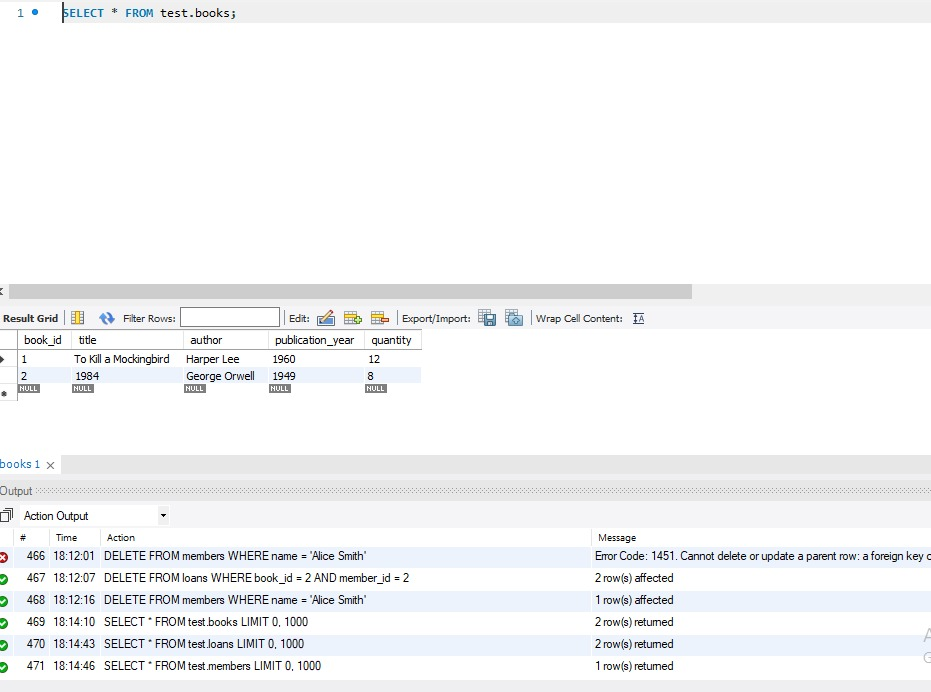 1 SELECT * FROM test.books;
Result Grid Filter Rows: Edit: Export/Import: Wrap Cell Content:
book_id title author publication_year quantity
1 To Kill a Mockingbird Harper Lee 1960 12
2 1984 George Orwell 1949 8
NULL NULL NULL NULL NULL
books 1
Output
Action Output
# Time Action Message
466 18:12:01 DELETE FROM members WHERE name = 'Alice Smith' Error Code: 1451. Cannot delete or update a parent row: a foreign key
467 18:12:07 DELETE FROM loans WHERE book_id = 2 AND member_id = 2 2 row(s) affected
468 18:12:16 DELETE FROM members WHERE name = 'Alice Smith' 1 row(s) affected
469 18:14:10 SELECT * FROM test.books LIMIT 0, 1000 2 row(s) returned
470 18:14:43 SELECT * FROM test.loans LIMIT 0, 1000 2 row(s) returned
471 18:14:46 SELECT * FROM test.members LIMIT 0, 1000 1 row(s) returned